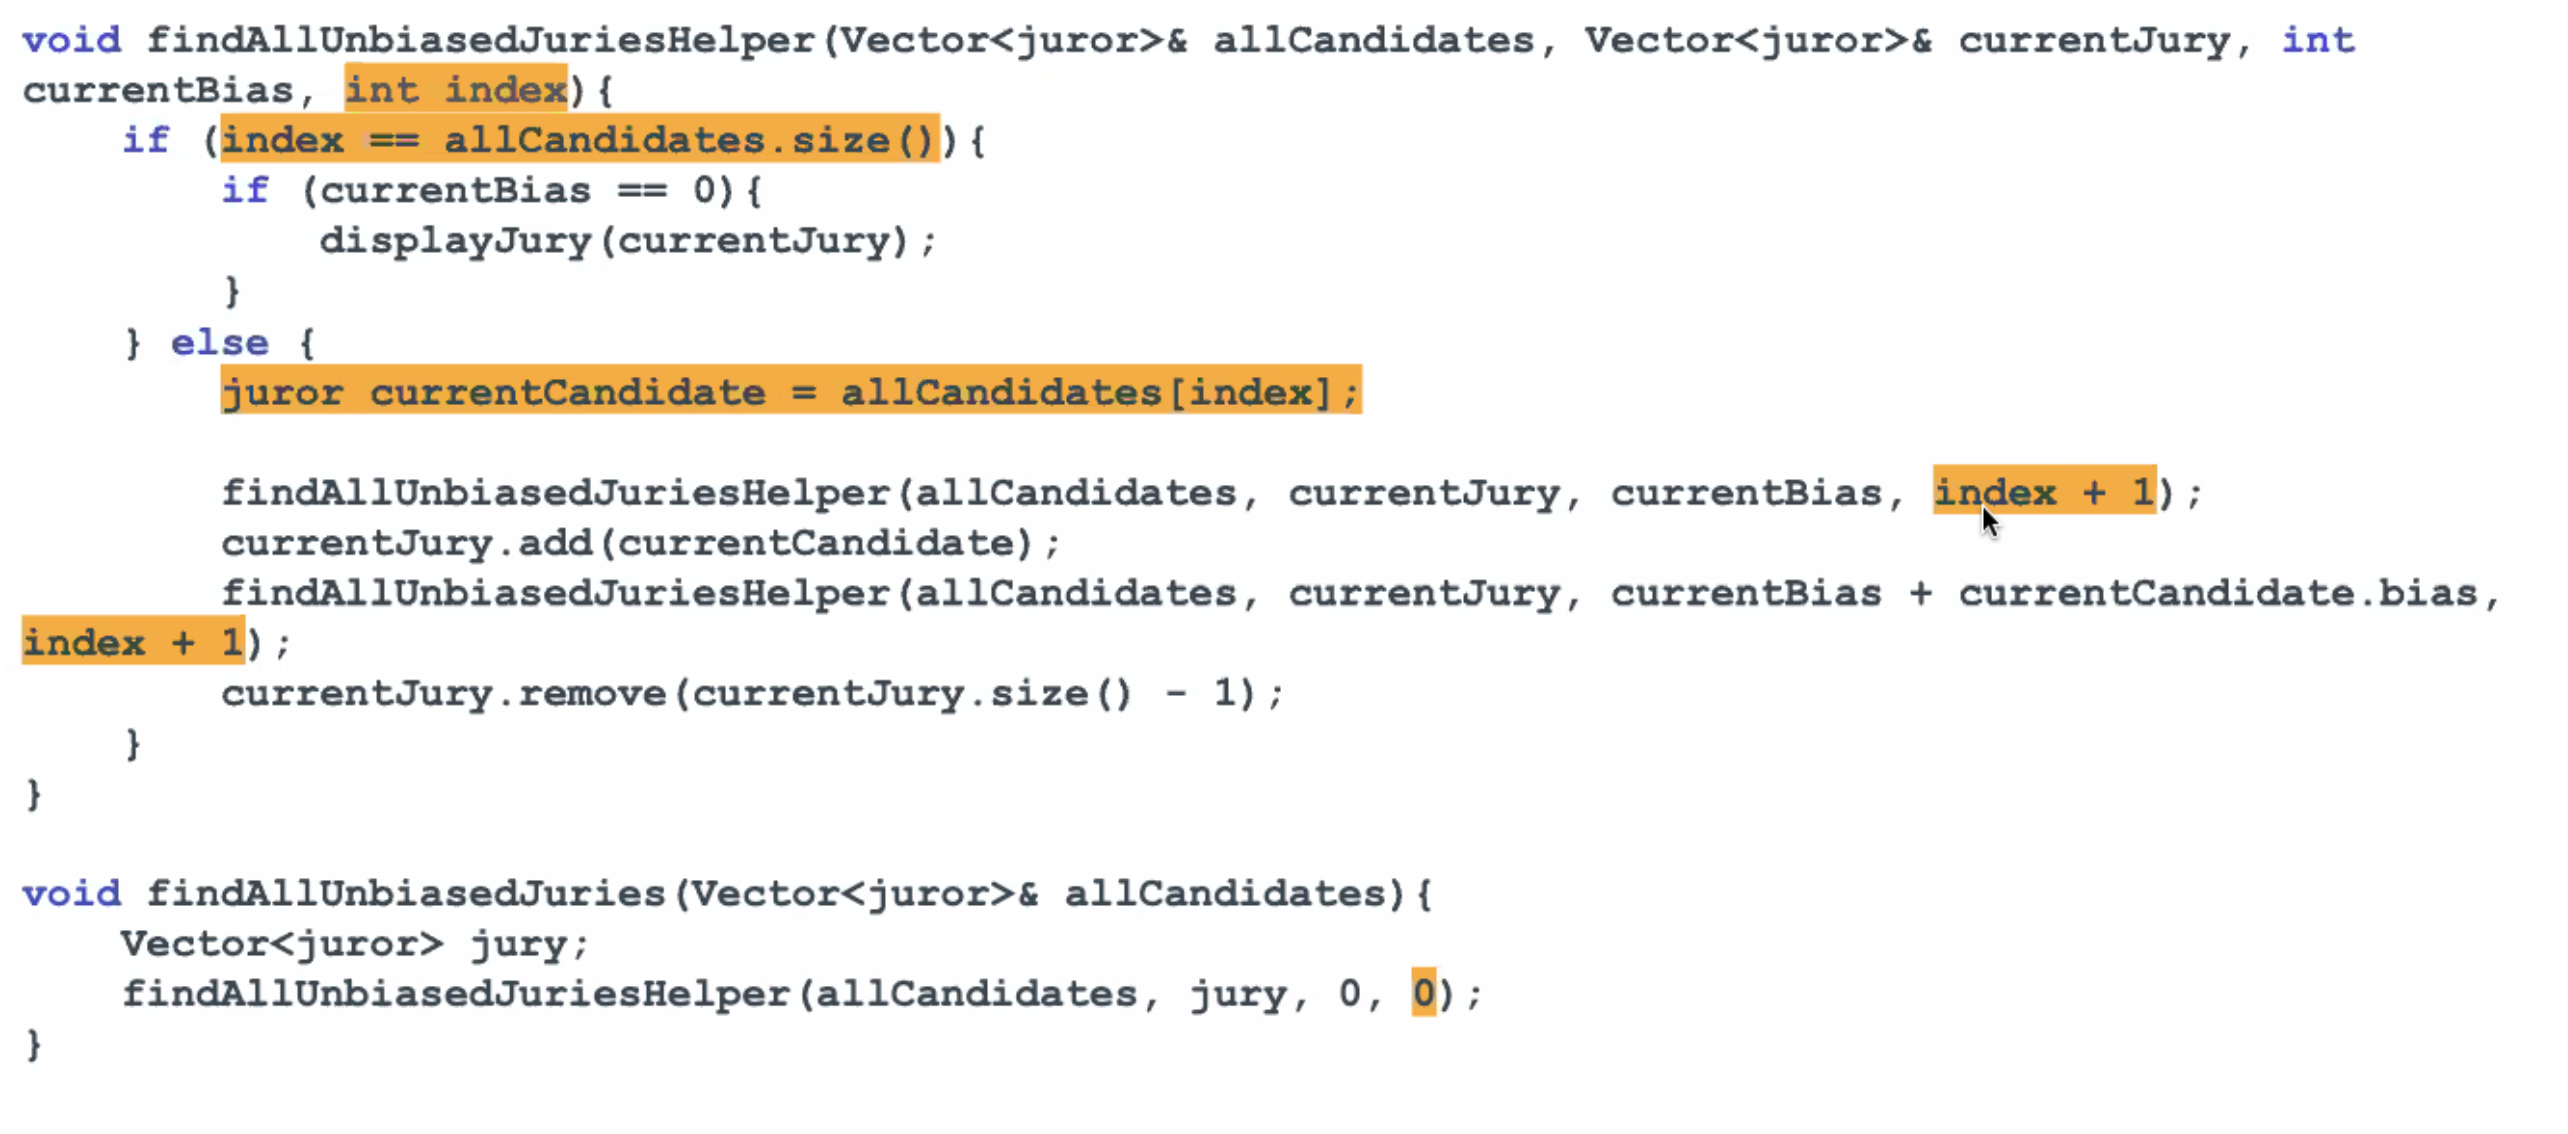 void findAllUnbiasedJuriesHelper(Vector<juror>& allCandidates, Vector<juror>& currentJury, int
currentBias, int index){
     if (index == allCandidates.size()){
         if (currentBias == 0){
             displayJury(currentJury);
         }
     } else {
         juror currentCandidate = allCandidates[index];

         findAllUnbiasedJuriesHelper(allCandidates, currentJury, currentBias, index + 1);
         currentJury.add(currentCandidate);
         findAllUnbiasedJuriesHelper(allCandidates, currentJury, currentBias + currentCandidate.bias,
index + 1);
         currentJury.remove(currentJury.size() - 1);
     }
}

void findAllUnbiasedJuries(Vector<juror>& allCandidates){
     Vector<juror> jury;
     findAllUnbiasedJuriesHelper(allCandidates, jury, 0, 0);
}